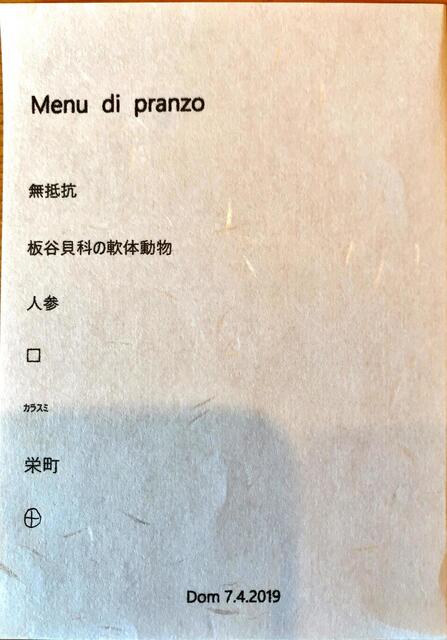 Menu di pranzo
無抵抗
板谷貝科の軟体動物
人参
□
カラスミ
栄町
⊕
Dom 7.4.2019